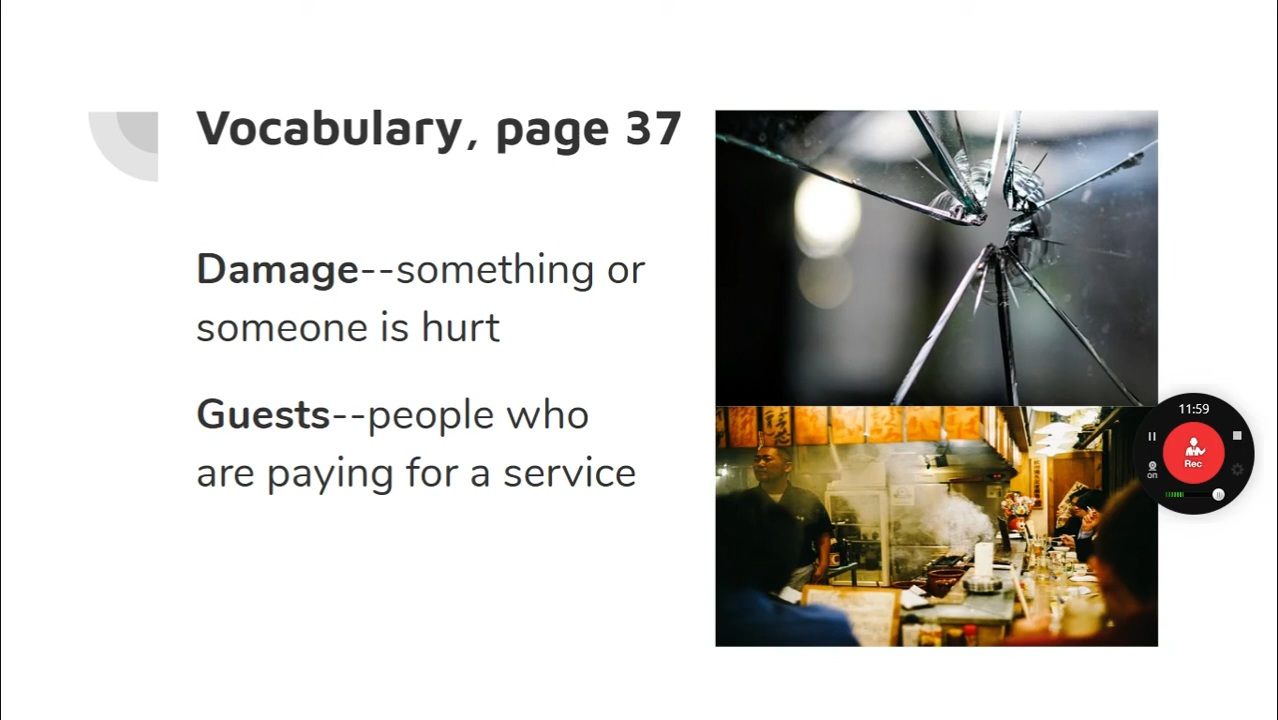 Vocabulary, page 37
Damage--something or
someone is hurt
Guests--people who
are paying for a service
11:59
on
Rec